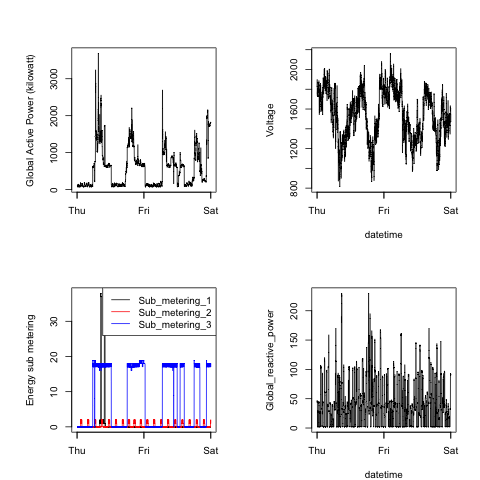 Global Active Power (kilowatt)
0 1000 2000 3000
Thu Fri Sat
Voltage
800 1200 1600 2000
Thu Fri Sat
datetime
Energy sub metering
0 10 20 30
Sub_metering_1
Sub_metering_2
Sub_metering_3
Thu Fri Sat
Global_reactive_power
0 50 100 200
Thu Fri Sat
datetime